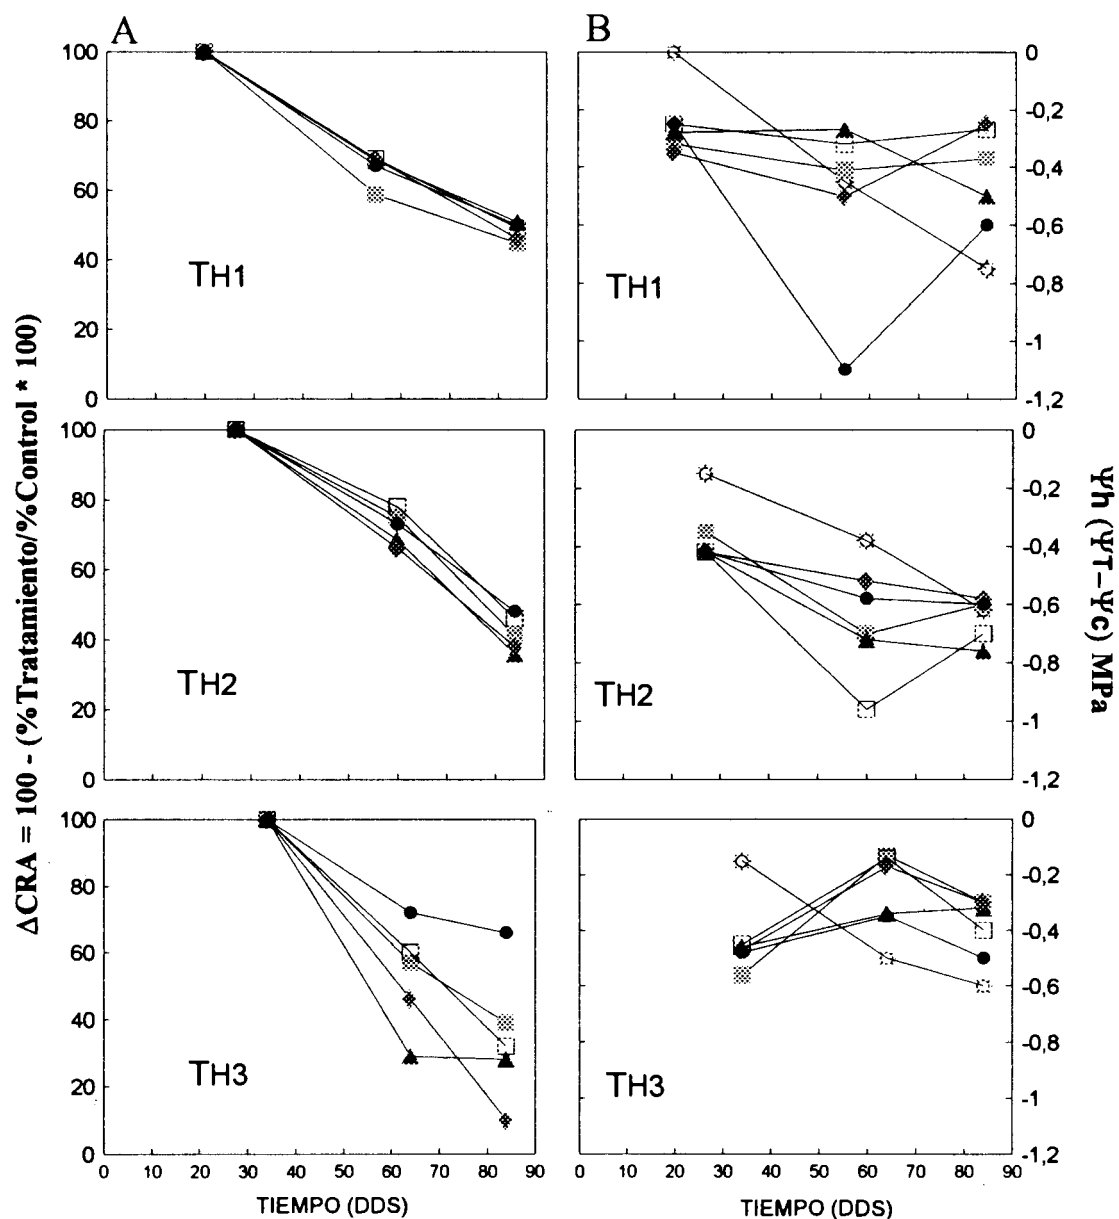 A
B
ΔCRA = 100 - (%Tratamiento/%Control * 100)
100
80
60
40
20
0
TH1
0
-0,2
-0,4
-0,6
-0,8
-1
-1,2
TH1
100
80
60
40
20
0
TH2
0
-0,2
-0,4
-0,6
-0,8
-1
-1,2
TH2
100
80
60
40
20
0
TH3
0 10 20 30 40 50 60 70 80 90
TIEMPO (DDS)
0
-0,2
-0,4
-0,6
-0,8
-1
-1,2
TH3
0 10 20 30 40 50 60 70 80 90
TIEMPO (DDS)
Ψh (ΨT–Ψc) MPa